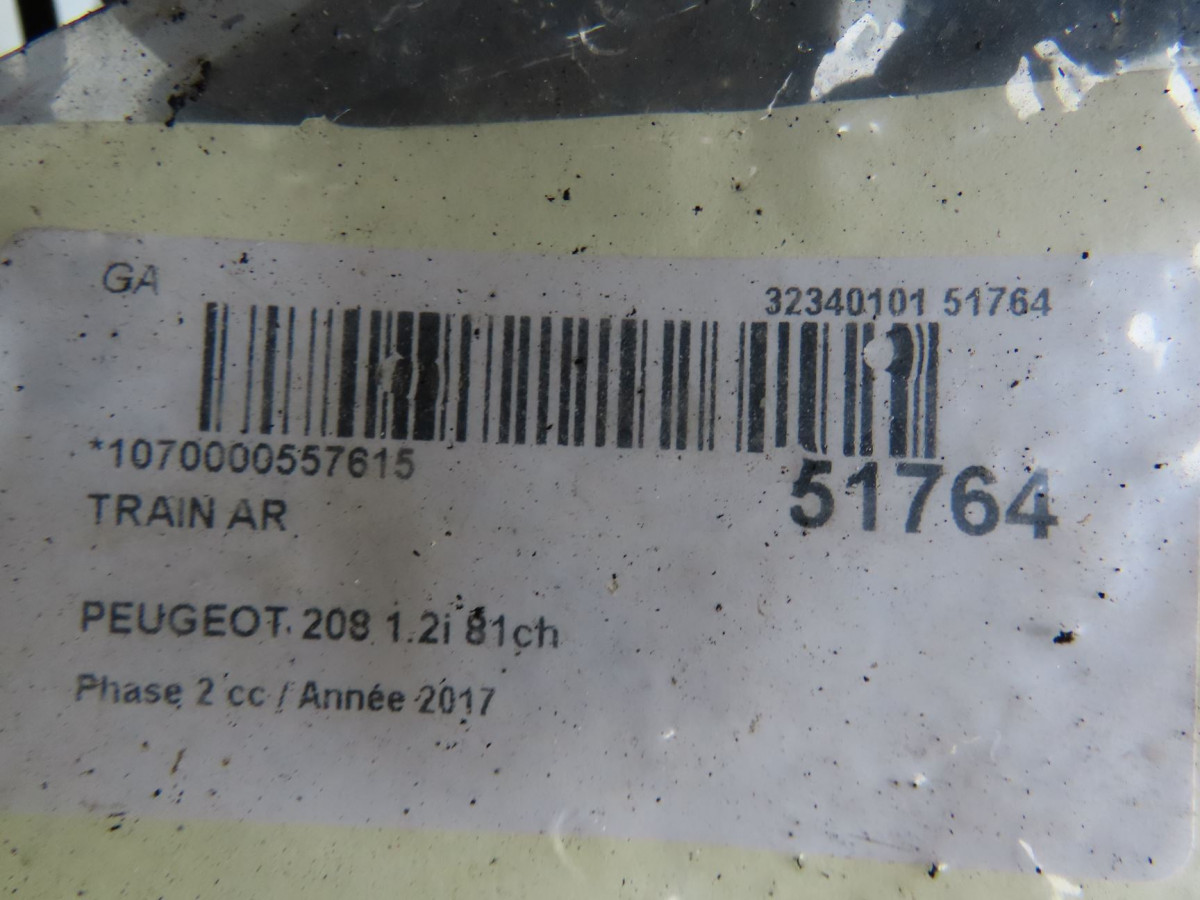 GA
32340101 51764
*1070000557615
51764
TRAIN AR
PEUGEOT 208 1.2i 81ch
Phase 2 cc / Année 2017